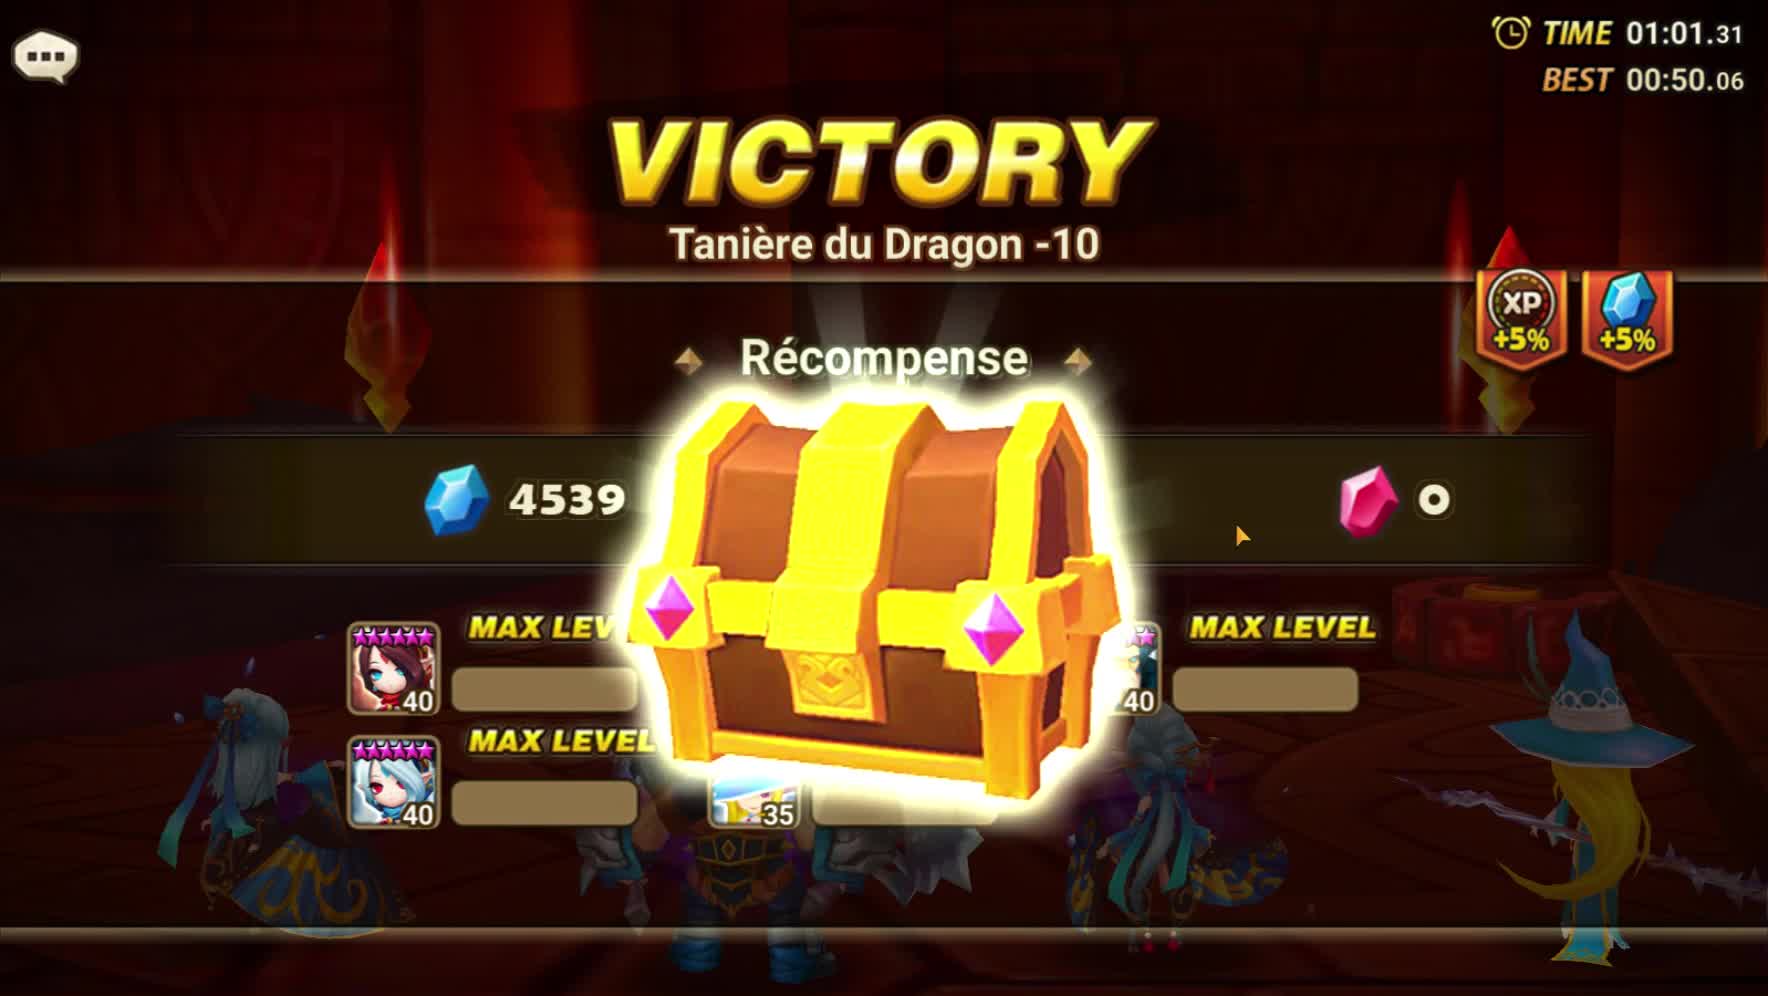 TIME 01:01.31
BEST 00:50.06
VICTORY
Tanière du Dragon -10
XP +5%
+5%
Récompense
4539
0
MAX LEV
MAX LEVEL
40
40
MAX LEVEL
40
35